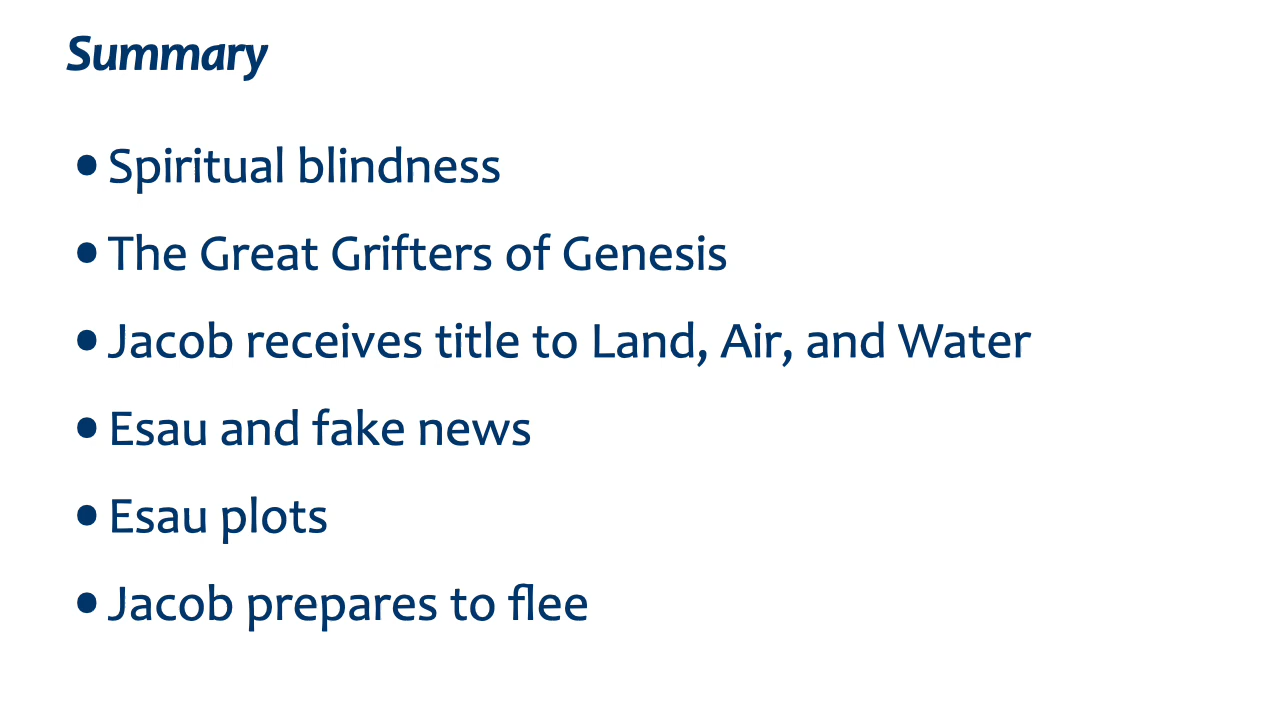 Summary
• Spiritual blindness
• The Great Grifters of Genesis
• Jacob receives title to Land, Air, and Water
• Esau and fake news
• Esau plots
• Jacob prepares to flee